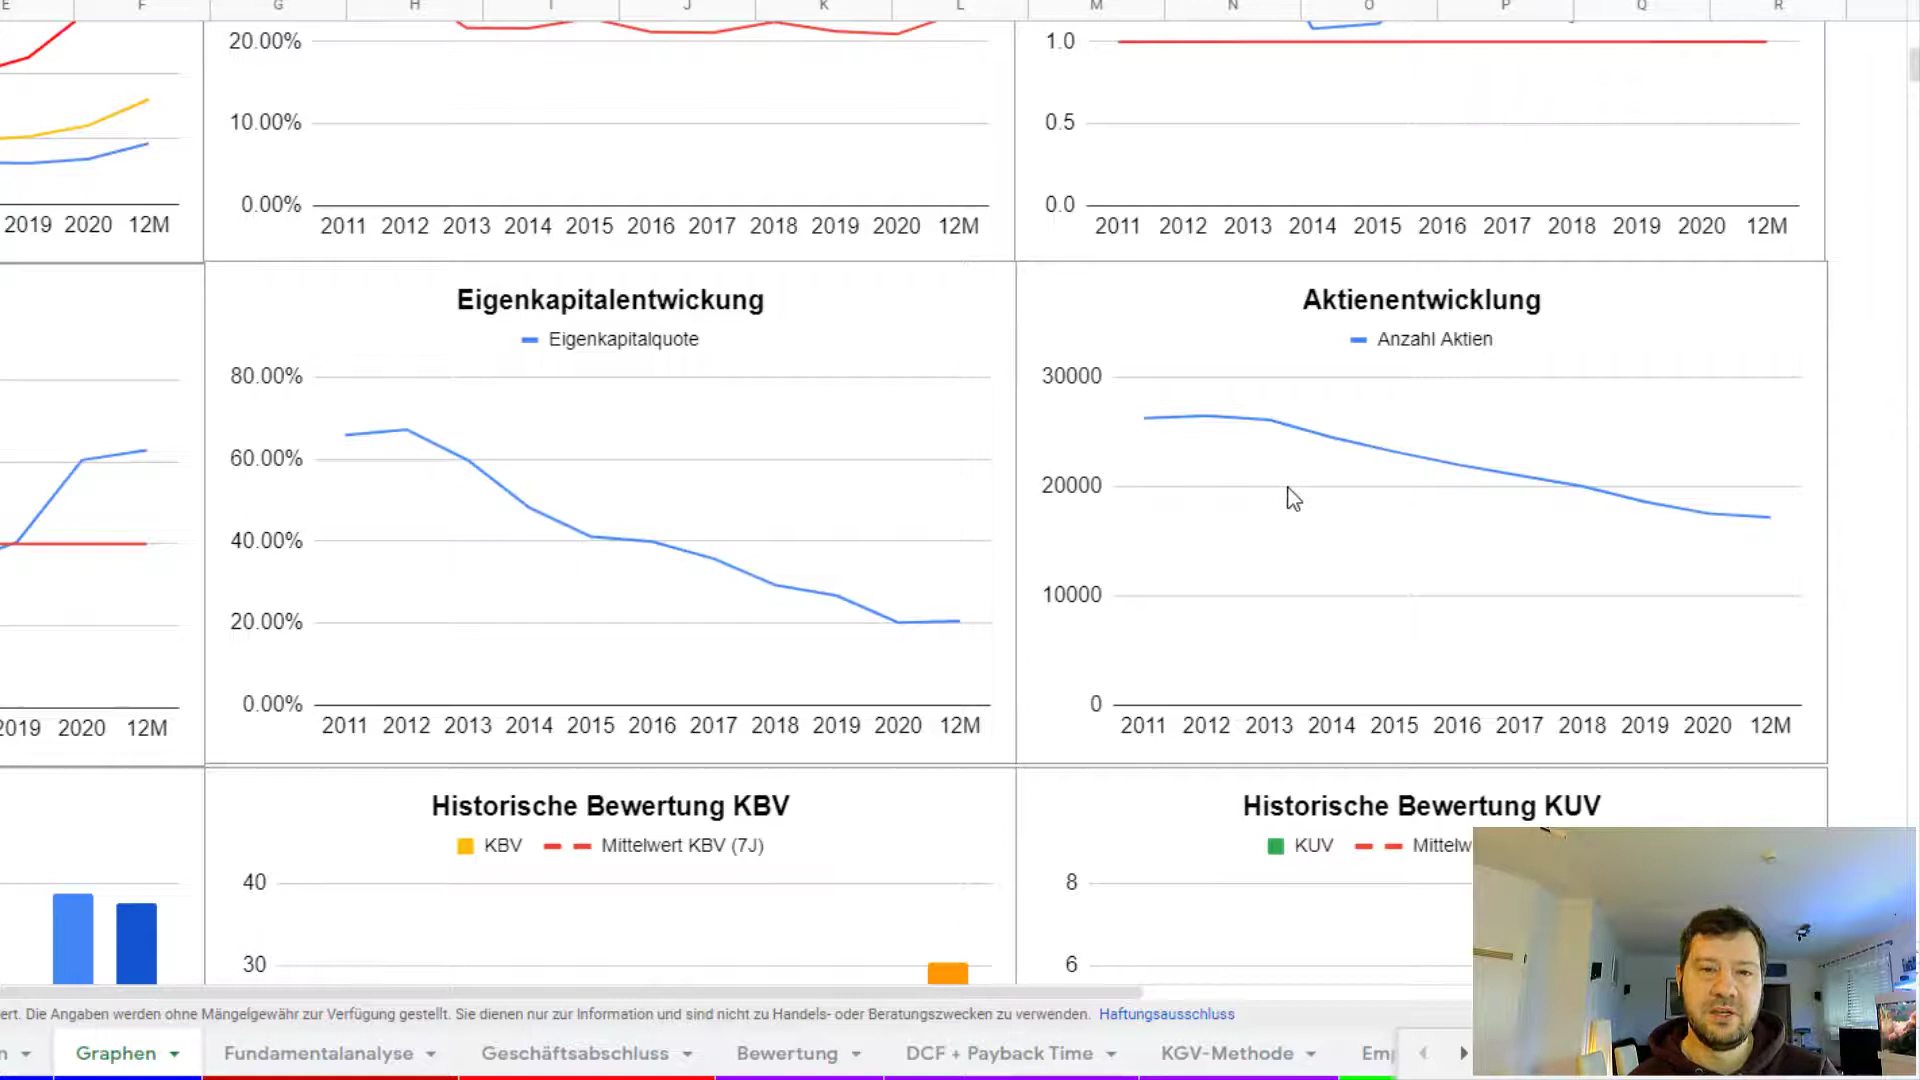 E F G H I J K L M N O P Q R
20.00%
1.0
10.00%
0.5
0.00%
0.0
2019 2020 12M
2011 2012 2013 2014 2015 2016 2017 2018 2019 2020 12M
2011 2012 2013 2014 2015 2016 2017 2018 2019 2020 12M
Eigenkapitalentwickung
Eigenkapitalquote
80.00%
60.00%
40.00%
20.00%
0.00%
2011 2012 2013 2014 2015 2016 2017 2018 2019 2020 12M
Aktienentwicklung
Anzahl Aktien
30000
20000
10000
0
2011 2012 2013 2014 2015 2016 2017 2018 2019 2020 12M
2019 2020 12M
Historische Bewertung KBV
KBV Mittelwert KBV (7J)
40
30
Historische Bewertung KUV
KUV Mittelw
8
6
ert. Die Angaben werden ohne Mängelgewähr zur Verfügung gestellt. Sie dienen nur zur Information und sind nicht zu Handels- oder Beratungszwecken zu verwenden. Haftungsausschluss
n Graphen Fundamentalanalyse Geschäftsabschluss Bewertung DCF + Payback Time KGV-Methode Emp